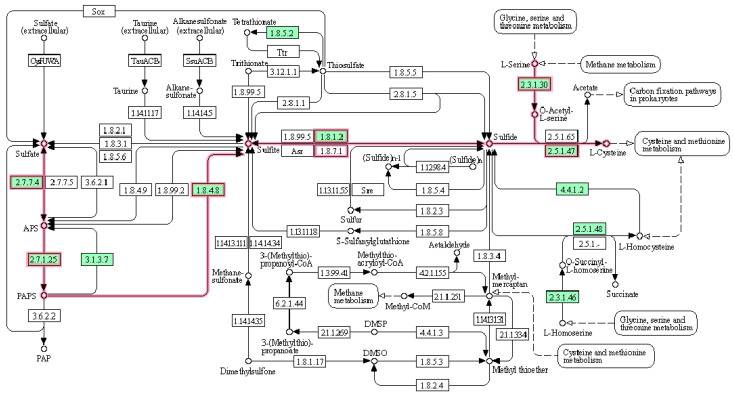 Sox
Sulfate
(extracellular)
Taurine
(extracellular)
Alkanesulfonate
(extracellular)
Tetrathionate
1.8.5.2
Ttr
Glycine, serine and
threonine metabolism
CysPUWA
TauACB
SsuACB
Trithionate
3.12.1.1
Thiosulfate
1.8.5.5
L-Serine
Methane metabolism
Taurine
Alkane-
sulfonate
1.8.99.5
2.8.1.1
2.8.1.5
2.3.1.30
Acetate
Carbon fixation pathways
in prokaryotes
1.14.11.17
1.14.14.5
O-Acetyl-
L-serine
1.8.2.1
1.8.3.1
1.8.5.6
Sulfate
Sulfite
1.8.99.5
1.8.1.2
Asr
1.8.7.1
Sulfide
2.5.1.65
2.5.1.47
L-Cysteine
Cysteine and methionine
metabolism
(Sulfide)n-1
1.12.98.4
(Sulfide)n
2.7.7.4
2.7.7.5
3.6.2.1
1.8.4.9
1.8.99.2
1.8.4.8
1.13.11.55
Sre
1.8.5.4
4.4.1.2
Sulfur
1.8.2.3
APS
1.13.11.18
1.8.5.8
S-Sulfanylglutathione
2.5.1.48
2.5.1.-
L-Homocysteine
2.7.1.25
3.1.3.7
1.14.13.111
1.14.14.34
3-(Methylthio)-
propanoyl-CoA
Methylthio-
acryloyl-CoA
Acetaldehyde
1.8.3.4
O-Succinyl-
L-homoserine
Methane-
sulfonate
1.3.99.41
4.2.1.155
Methyl-
mercaptan
Succinate
PAPS
Methane
metabolism
Methyl-CoM
2.1.1.251
2.3.1.46
3.6.2.2
6.2.1.44
1.14.14.35
1.14.13.131
2.1.1.334
L-Homoserine
Glycine, serine and
threonine metabolism
PAP
DMSP
2.1.1.269
4.4.1.3
3-(Methylthio)-
propanoate
DMSO
Dimethylsulfone
1.8.1.17
1.8.5.3
1.8.2.4
Methyl thioether
Cysteine and methionine
metabolism